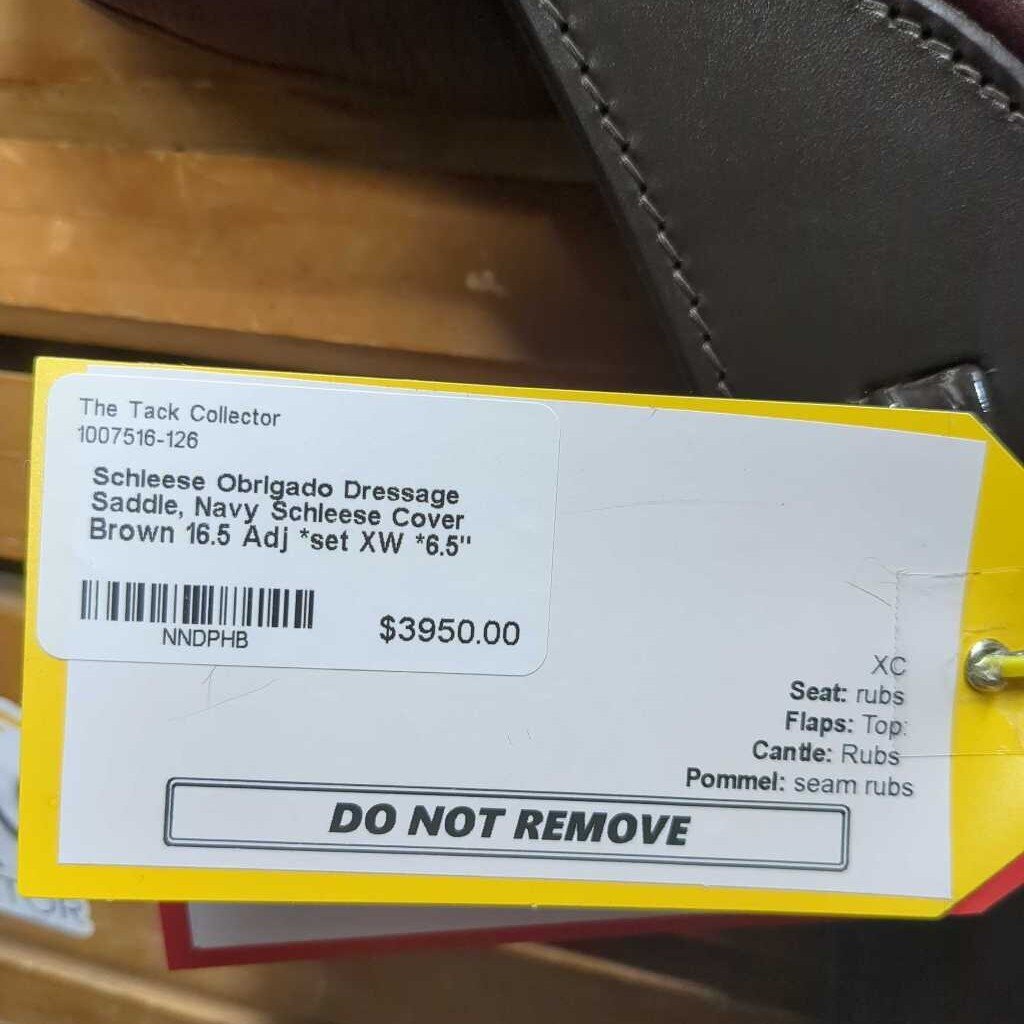 The Tack Collector
1007516-126
Schleese Obrigado Dressage
Saddle, Navy Schleese Cover
Brown 16.5 Adj *set XW *6.5"
NNDPHB
$3950.00
XC
Seat: rubs
Flaps: Top:
Cantle: Rubs
Pommel: seam rubs
DO NOT REMOVE